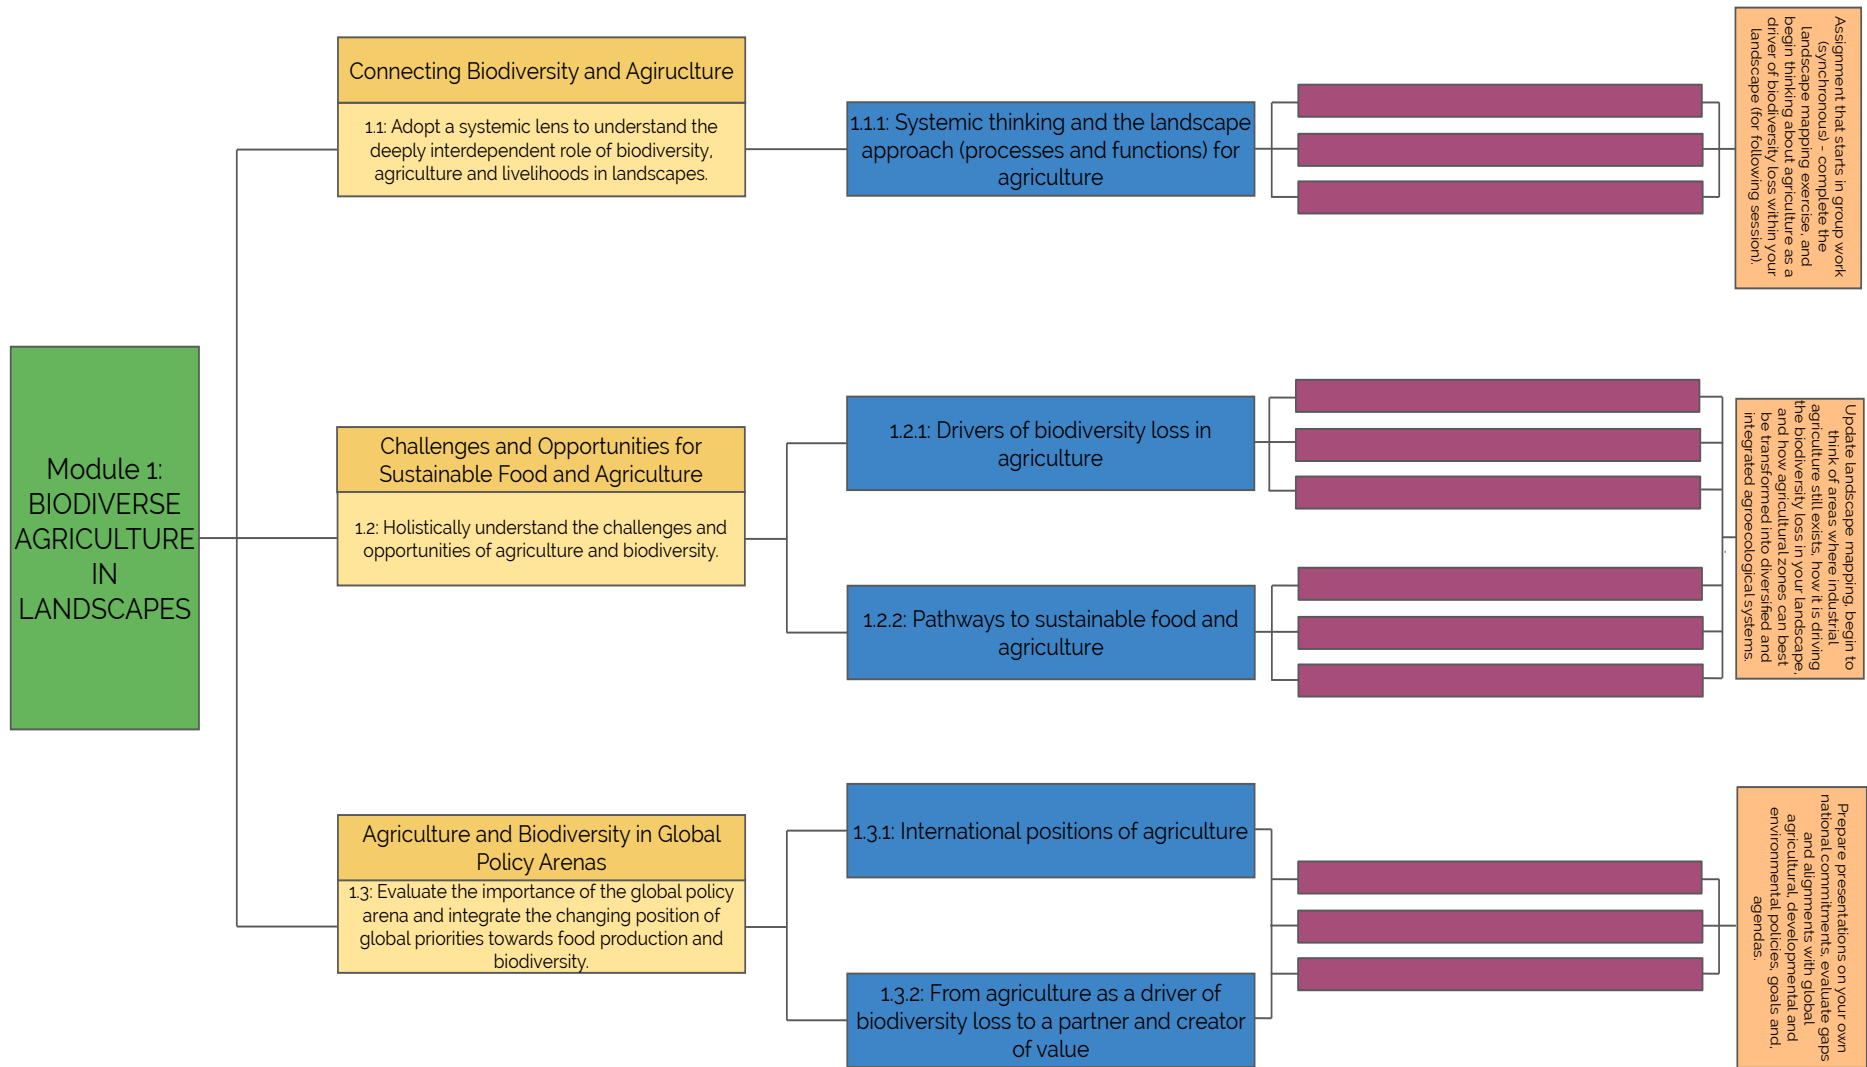 Module 1:
BIODIVERSE
AGRICULTURE
IN
LANDSCAPES
Connecting Biodiversity and Agiruclture
1.1: Adopt a systemic lens to understand the
deeply interdependent role of biodiversity,
agriculture and livelihoods in landscapes.
1.1.1: Systemic thinking and the landscape
approach (processes and functions) for
agriculture
Assignment that starts in group work
(synchronous) - complete the
landscape mapping exercise, and
begin thinking about agriculture as a
driver of biodiversity loss within your
landscape (for following session).
Challenges and Opportunities for
Sustainable Food and Agriculture
1.2: Holistically understand the challenges and
opportunities of agriculture and biodiversity.
1.2.1: Drivers of biodiversity loss in
agriculture
1.2.2: Pathways to sustainable food and
agriculture
Update landscape mapping, begin to
think of areas where industrial
agriculture still exists, how it is driving
the biodiversity loss in your landscape,
and how agricultural zones can best
be transformed into diversified and
integrated agroecological systems.
Agriculture and Biodiversity in Global
Policy Arenas
1.3: Evaluate the importance of the global policy
arena and integrate the changing position of
global priorities towards food production and
biodiversity.
1.3.1: International positions of agriculture
1.3.2: From agriculture as a driver of
biodiversity loss to a partner and creator
of value
Prepare presentations on your own
national commitments, evaluate gaps
and alignments with global
agricultural, developmental and
environmental policies, goals and,
agendas.